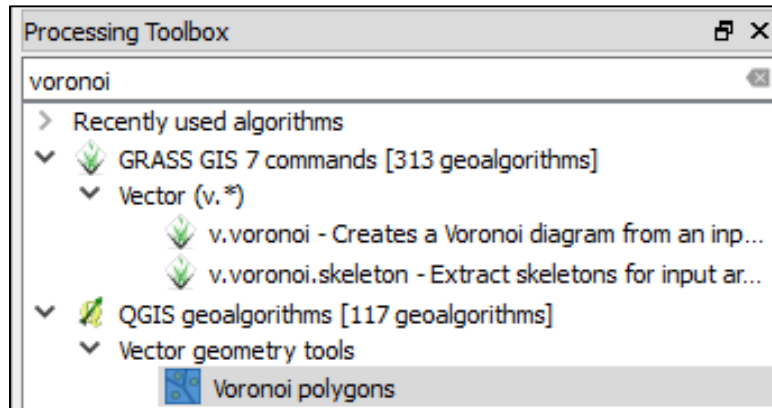 Processing Toolbox
voronoi
Recently used algorithms
GRASS GIS 7 commands [313 geoalgorithms]
Vector (v.*)
v.voronoi - Creates a Voronoi diagram from an inp...
v.voronoi.skeleton - Extract skeletons for input ar...
QGIS geoalgorithms [117 geoalgorithms]
Vector geometry tools
Voronoi polygons